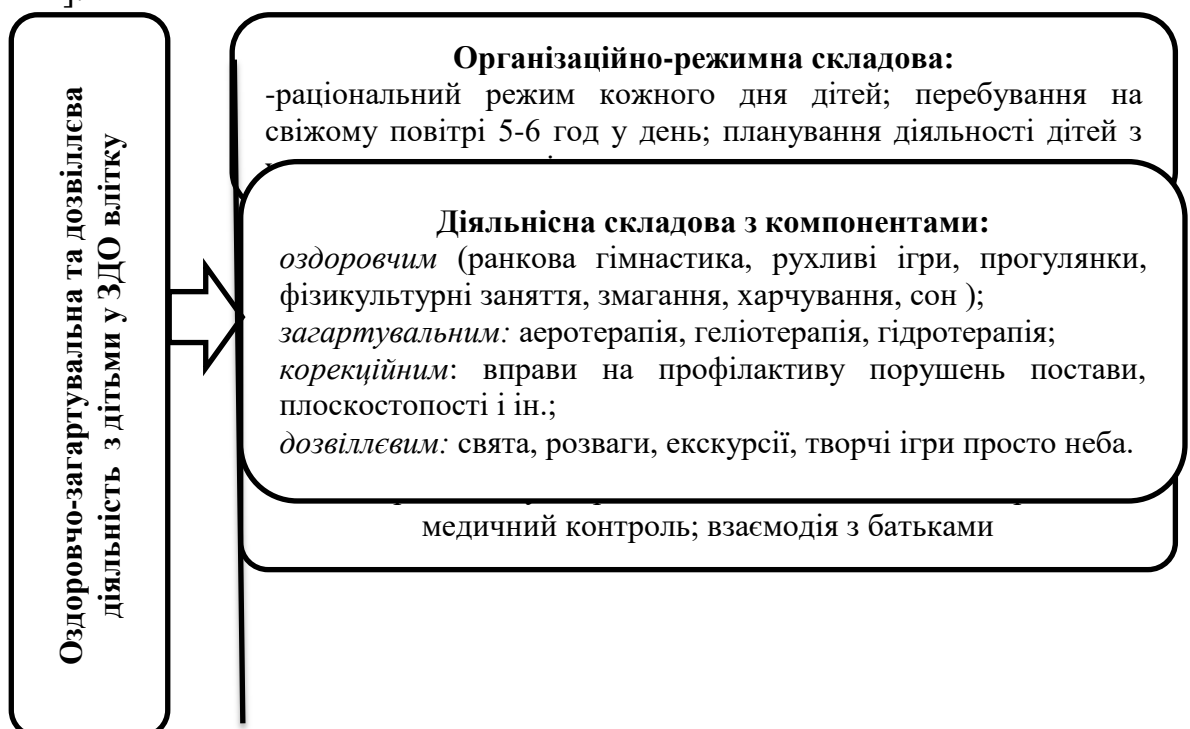 Оздоровчо-загартувальна та дозвіллєва
діяльність з дітьми у ЗДО влітку
Організаційно-режимна складова:
-раціональний режим кожного дня дітей; перебування на
свіжому повітрі 5-6 год у день; планування діяльності дітей з
Діяльнісна складова з компонентами:
оздоровчим (ранкова гімнастика, рухливі ігри, прогулянки,
фізикультурні заняття, змагання, харчування, сон );
загартувальним: аеротерапія, геліотерапія, гідротерапія;
корекційним: вправи на профілактиву порушень постави,
плоскостопості і ін.;
дозвіллєвим: свята, розваги, екскурсії, творчі ігри просто неба.
медичний контроль; взаємодія з батьками